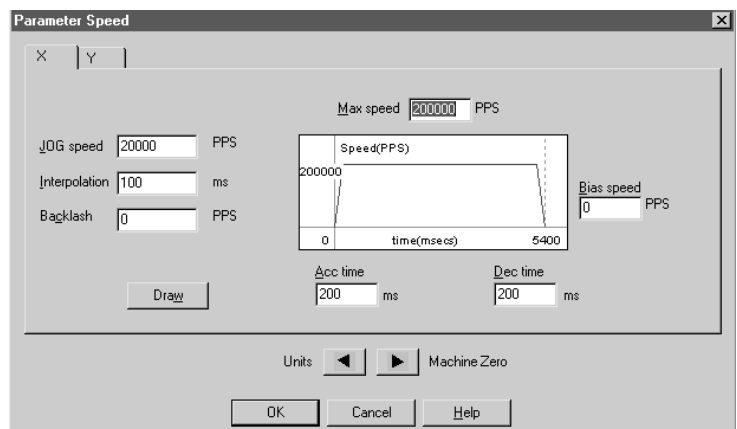 Parameter Speed
X
Y
Max speed 200000 PPS
JOG speed 20000 PPS
Interpolation 100 ms
Backlash 0 PPS
Speed(PPS)
200000
0 time(msecs) 5400
Bias speed
0 PPS
Acc time
200 ms
Dec time
200 ms
Draw
Units Machine Zero
OK Cancel Help